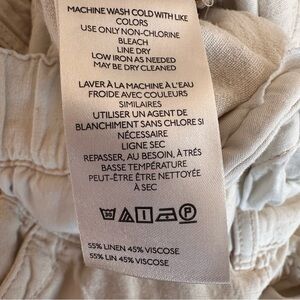 MACHINE WASH COLD WITH LIKE
COLORS
USE ONLY NON-CHLORINE
BLEACH
LINE DRY
LOW IRON AS NEEDED
MAY BE DRY CLEANED
LAVER À LA MACHINE À L'EAU
FROIDE AVEC COULEURS
SIMILAIRES
UTILISER UN AGENT DE
BLANCHIMENT SANS CHLORE SI
NÉCESSAIRE
LIGNE SEC
REPASSER, AU BESOIN, À TRÉS
BASSE TEMPÉRATURE
PEUT-ÊTRE ÊTRE NETTOYÉE
À SEC
P
55% LINEN 45% VISCOSE
55% LIN 45% VISCOSE